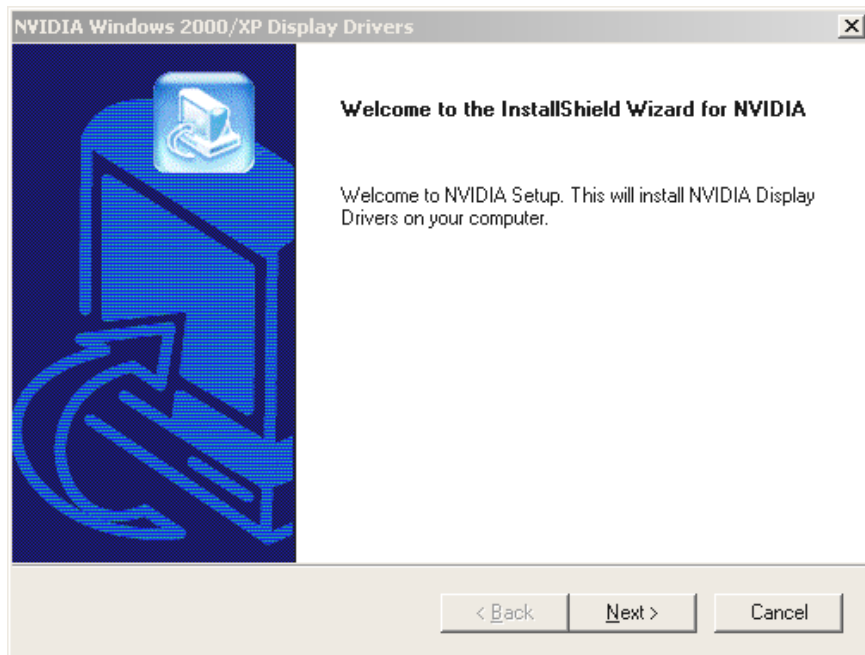 NVIDIA Windows 2000/XP Display Drivers
Welcome to the InstallShield Wizard for NVIDIA
Welcome to NVIDIA Setup. This will install NVIDIA Display
Drivers on your computer.
< Back
Next >
Cancel